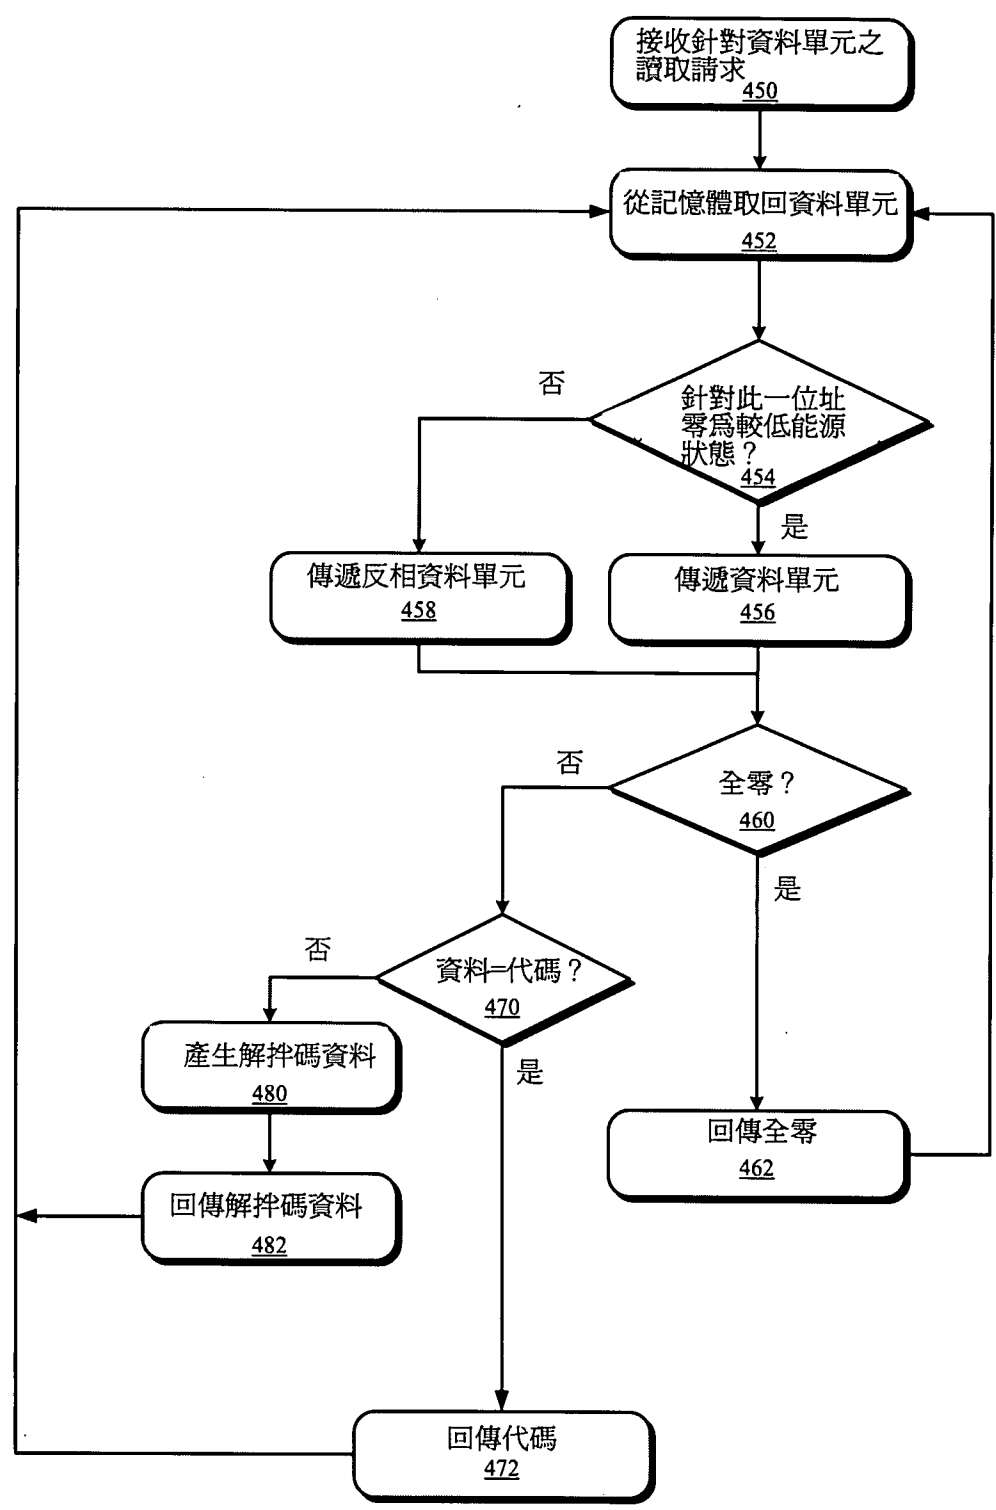 接收針對資料單元之
讀取請求
450
從記憶體取回資料單元
452
否
針對此一位址
零爲較低能源
狀態？
454
是
傳遞反相資料單元
458
傳遞資料單元
456
否
全零？
460
是
否
資料=代碼？
470
是
產生解拌碼資料
480
回傳全零
462
回傳解拌碼資料
482
回傳代碼
472